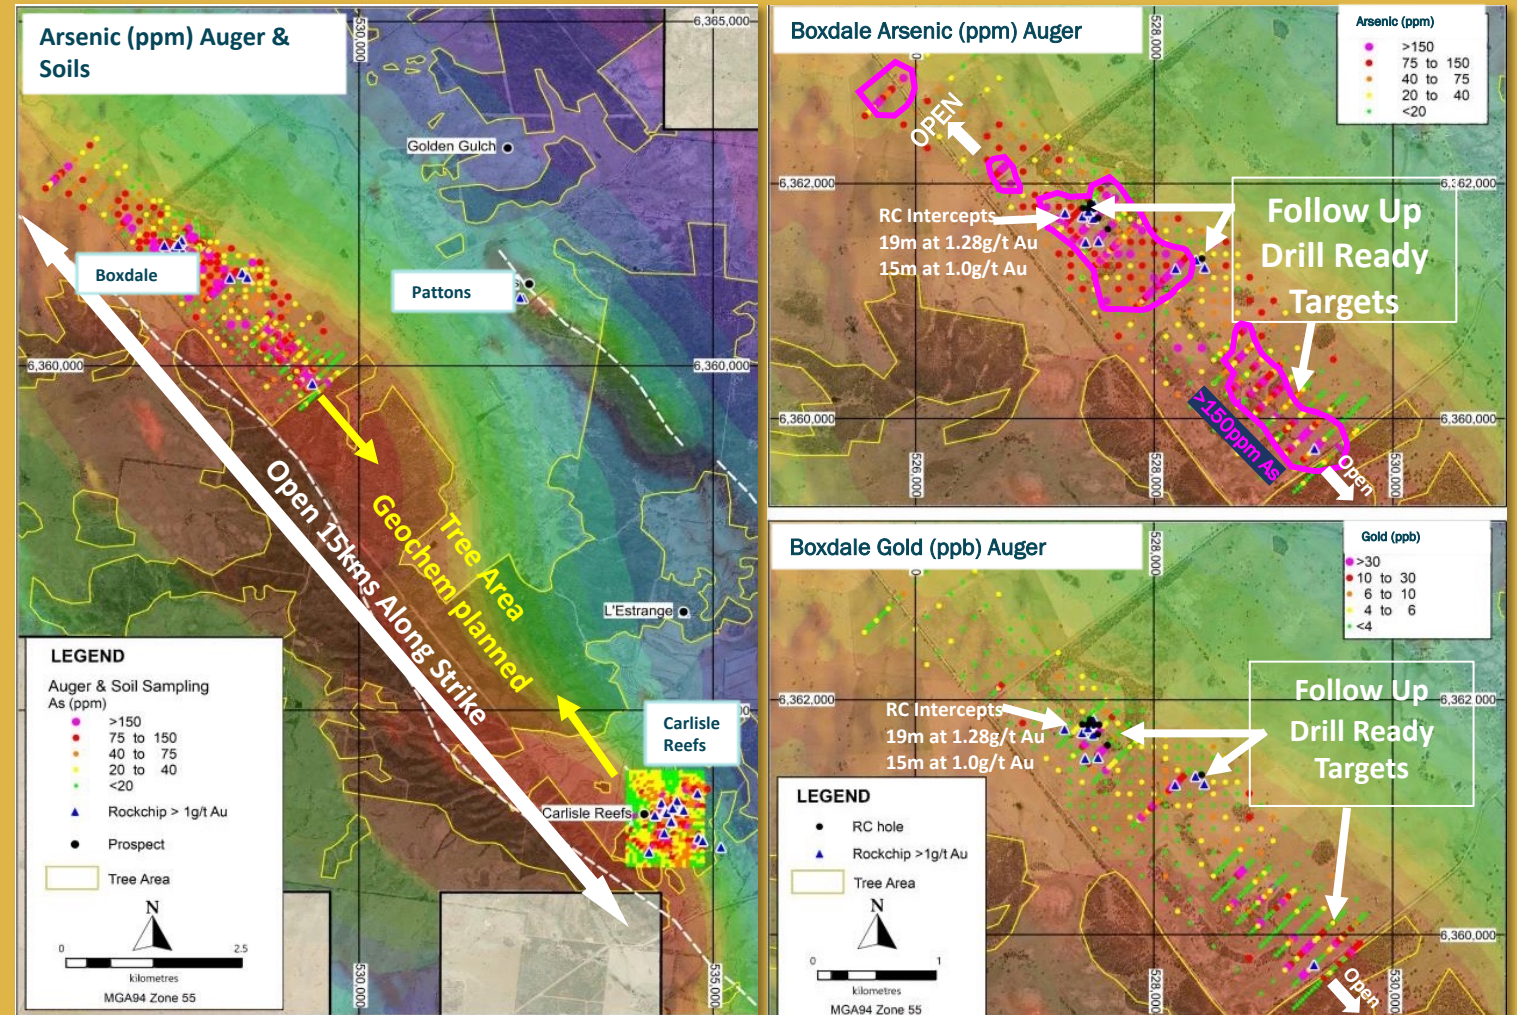 Arsenic (ppm) Auger &
Soils
530,000
6,365,000
Golden Gulch
Boxdale
Pattons
s
6,360,000
6,360,000
Open 15kms Along Strike
Tree Area
Geochem planned
L'Estrange
Carlisle
Reefs
Carlisle Reefs
LEGEND
Auger & Soil Sampling
As (ppm)
>150
75 to 150
40 to 75
20 to 40
<20
Rockchip > 1g/t Au
Prospect
Tree Area
N
0
2.5
kilometres
MGA94 Zone 55
530,000
535,000
Boxdale Arsenic (ppm) Auger
528,000
Arsenic (ppm)
>150
75 to 150
40 to 75
20 to 40
<20
OPEN
6,362,000
6,362,000
RC Intercepts
19m at 1.28g/t Au
15m at 1.0g/t Au
Follow Up
Drill Ready
Targets
>150ppm As
6,360,000
6,360,000
Open
526,000
528,000
530,000
Boxdale Gold (ppb) Auger
528,000
Gold (ppb)
>30
10 to 30
6 to 10
4 to 6
<4
6,362,000
6,362,000
RC Intercepts
19m at 1.28g/t Au
15m at 1.0g/t Au
Follow Up
Drill Ready
Targets
LEGEND
RC hole
Rockchip >1g/t Au
Tree Area
N
0
1
kilometres
MGA94 Zone 55
6,360,000
Open
528,000
530,000